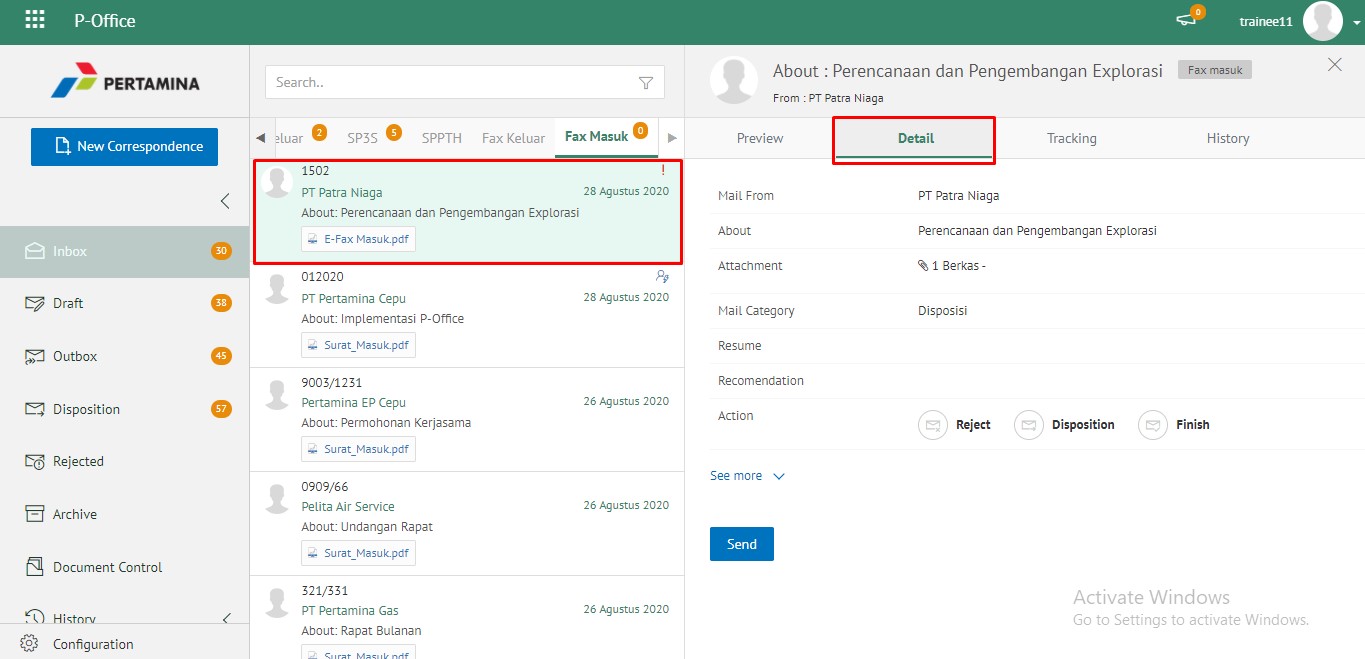 P-Office
0
trainee11
PERTAMINA
New Correspondence
Inbox 30
Draft 38
Outbox 45
Disposition 57
Rejected
Archive
Document Control
History
Configuration
Search..
eluar 2 SP3S 5 SPPTH Fax Keluar Fax Masuk 0
1502 !
PT Patra Niaga 28 Agustus 2020
About: Perencanaan dan Pengembangan Explorasi
E-Fax Masuk.pdf
012020
PT Pertamina Cepu 28 Agustus 2020
About: Implementasi P-Office
Surat_Masuk.pdf
9003/1231
Pertamina EP Cepu 26 Agustus 2020
About: Permohonan Kerjasama
Surat_Masuk.pdf
0909/66
Pelita Air Service 26 Agustus 2020
About: Undangan Rapat
Surat_Masuk.pdf
321/331
PT Pertamina Gas 26 Agustus 2020
About: Rapat Bulanan
Surat_Masuk.pdf
About : Perencanaan dan Pengembangan Explorasi Fax masuk
From : PT Patra Niaga
Preview Detail Tracking History
Mail From PT Patra Niaga
About Perencanaan dan Pengembangan Explorasi
Attachment 1 Berkas -
Mail Category Disposisi
Resume
Recomendation
Action Reject Disposition Finish
See more
Send
Activate Windows
Go to Settings to activate Windows.